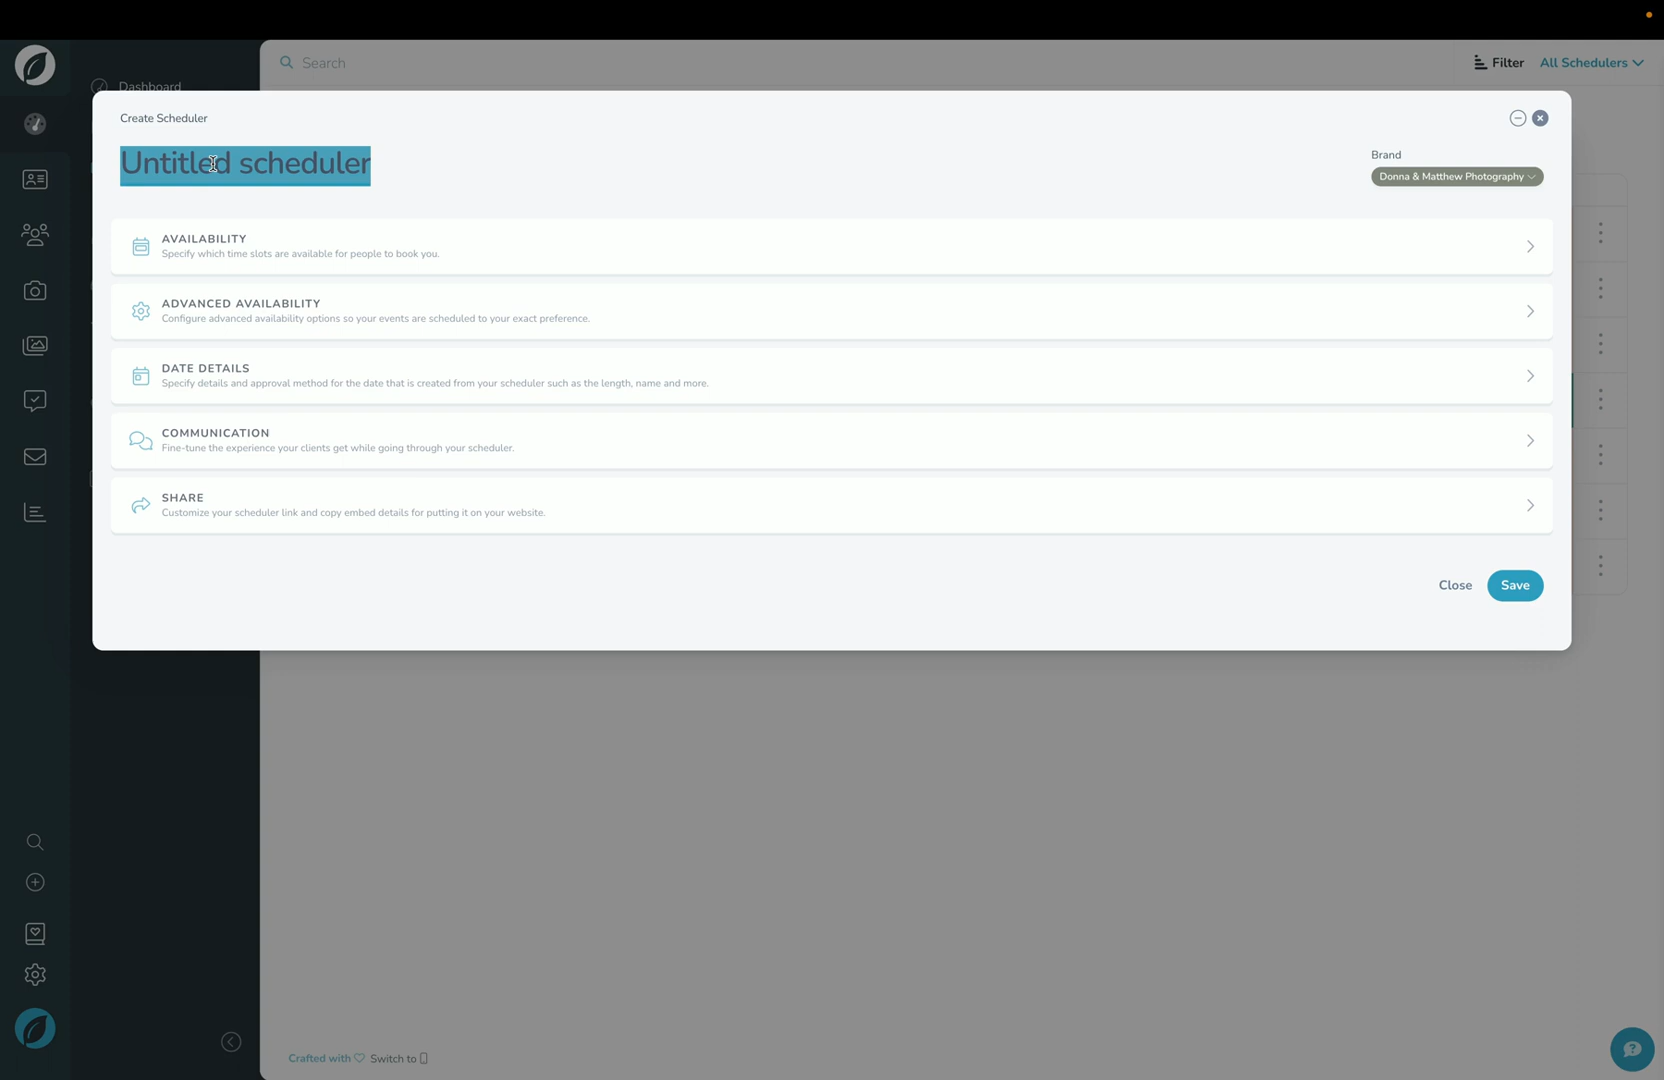 Search
Filter
All Schedulers
Dashboard
Create Scheduler
Untitled scheduler
Brand
Donna & Matthew Photography
AVAILABILITY
Specify which time slots are available for people to book you.
ADVANCED AVAILABILITY
Configure advanced availability options so your events are scheduled to your exact preference.
DATE DETAILS
Specify details and approval method for the date that is created from your scheduler such as the length, name and more.
COMMUNICATION
Fine-tune the experience your clients get while going through your scheduler.
SHARE
Customize your scheduler link and copy embed details for putting it on your website.
Close
Save
Crafted with ♡ Switch to